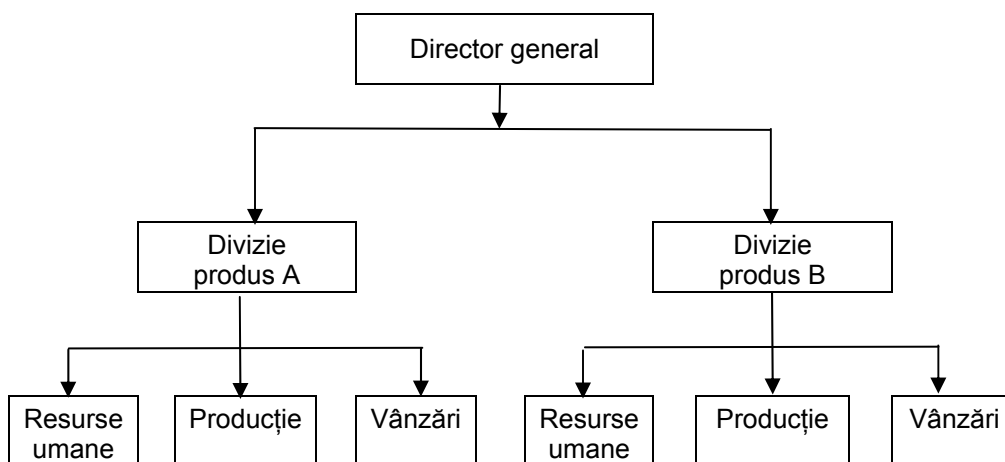 Director general
Divizie
produs A
Divizie
produs B
Resurse
umane
Producție
Vânzări
Resurse
umane
Producție
Vânzări